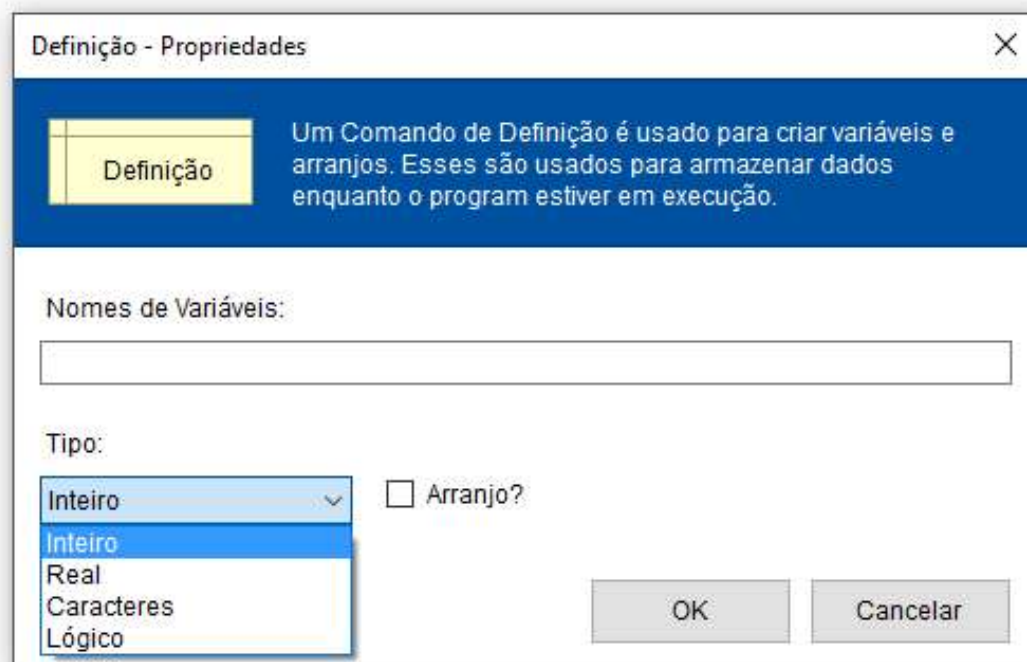 Definição - Propriedades
Definição
Um Comando de Definição é usado para criar variáveis e
arranjos. Esses são usados para armazenar dados
enquanto o program estiver em execução.
Nomes de Variáveis:
Tipo:
Inteiro
Arranjo?
Inteiro
Real
Caracteres
Lógico
OK
Cancelar